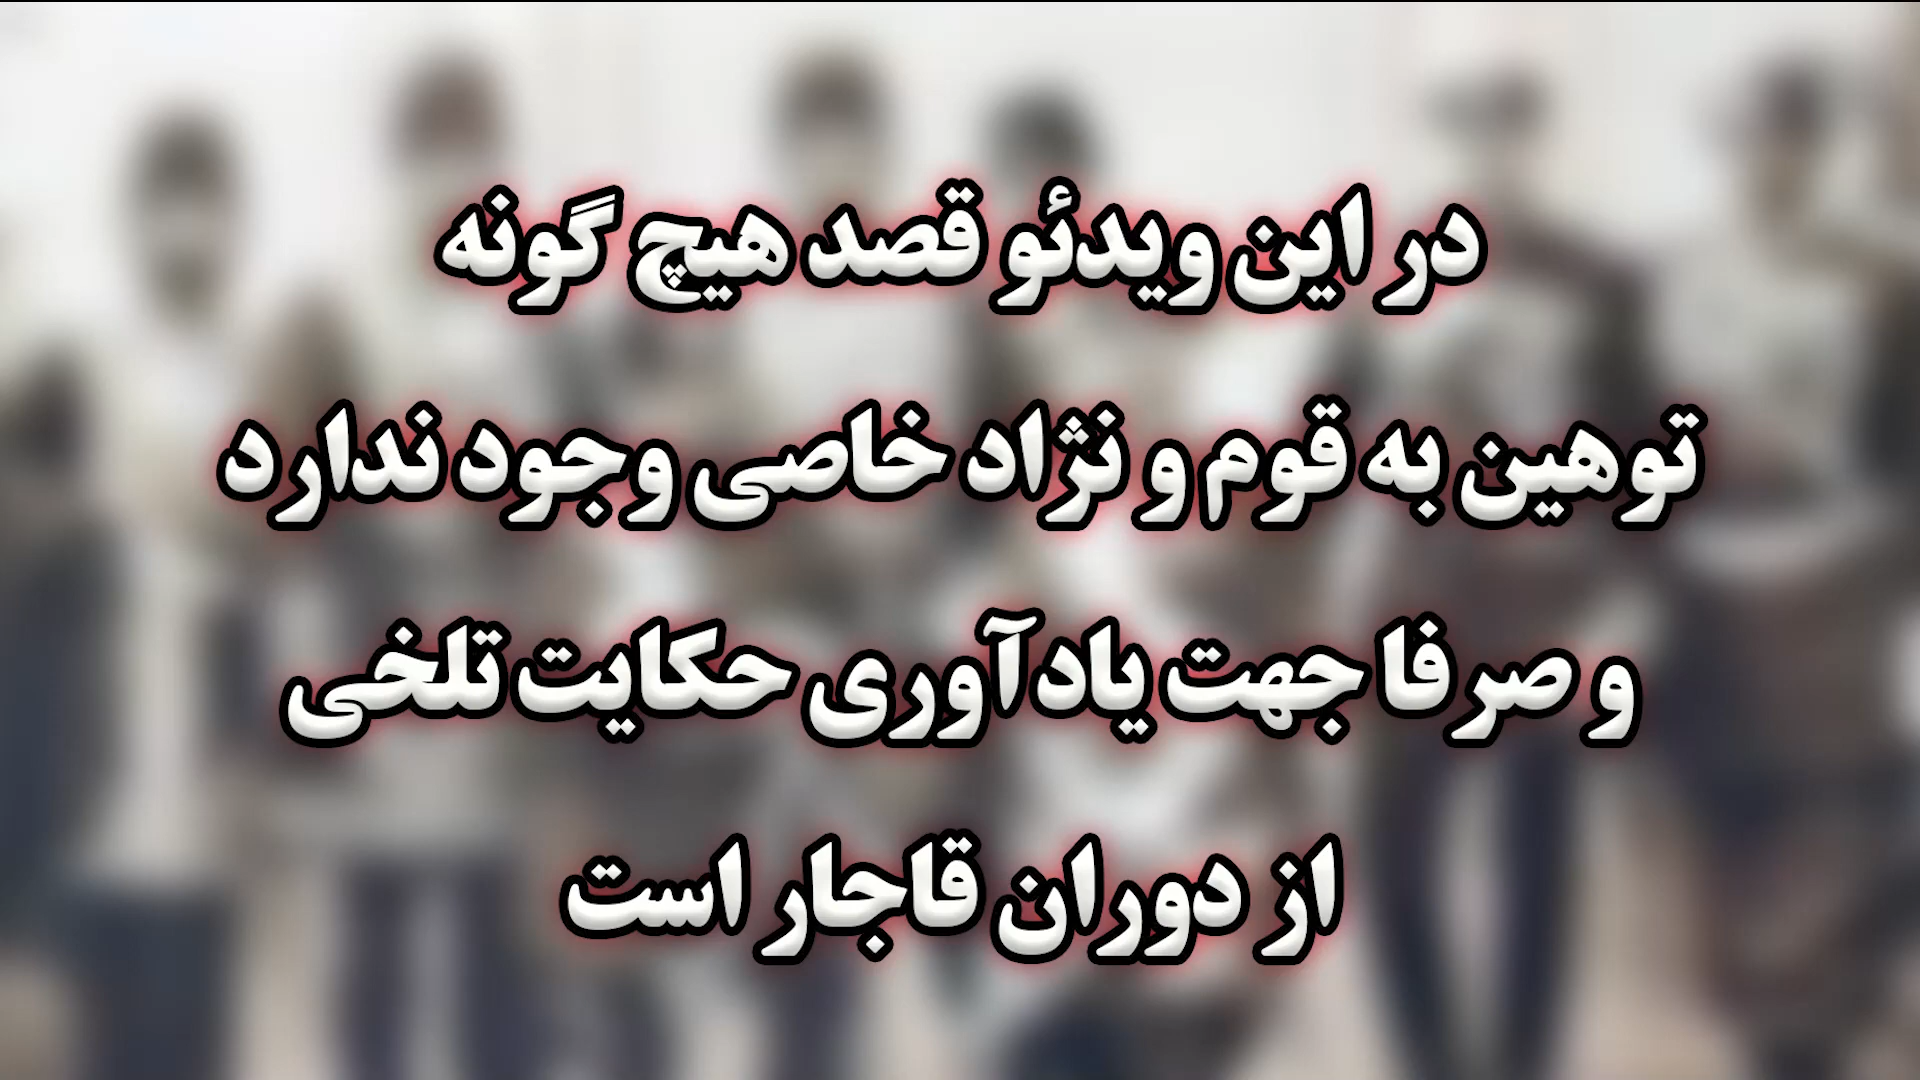 در این ویدئو قصد هیچ گونه
توهین به قوم و نژاد خاصی وجود ندارد
و صرفا جهت یادآوری حکایت تلخی
از دوران قاجار است